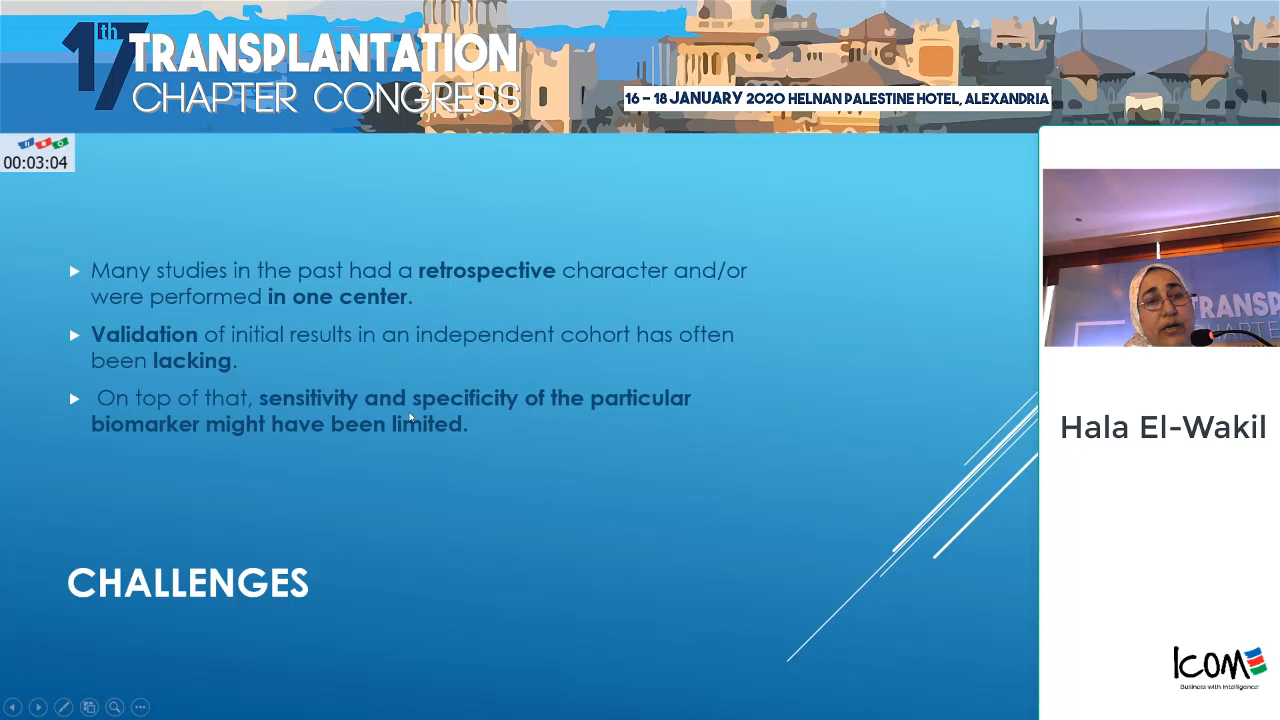 17th TRANSPLANTATION
CHAPTER CONGRESS
16 – 18 JANUARY 2020 HELNAN PALESTINE HOTEL, ALEXANDRIA
00:03:04
Many studies in the past had a retrospective character and/or
were performed in one center.
Validation of initial results in an independent cohort has often
been lacking.
On top of that, sensitivity and specificity of the particular
biomarker might have been limited.
CHALLENGES
TRANSPL
CHAPTE
Hala El-Wakil
ICOM
Business with Intelligence